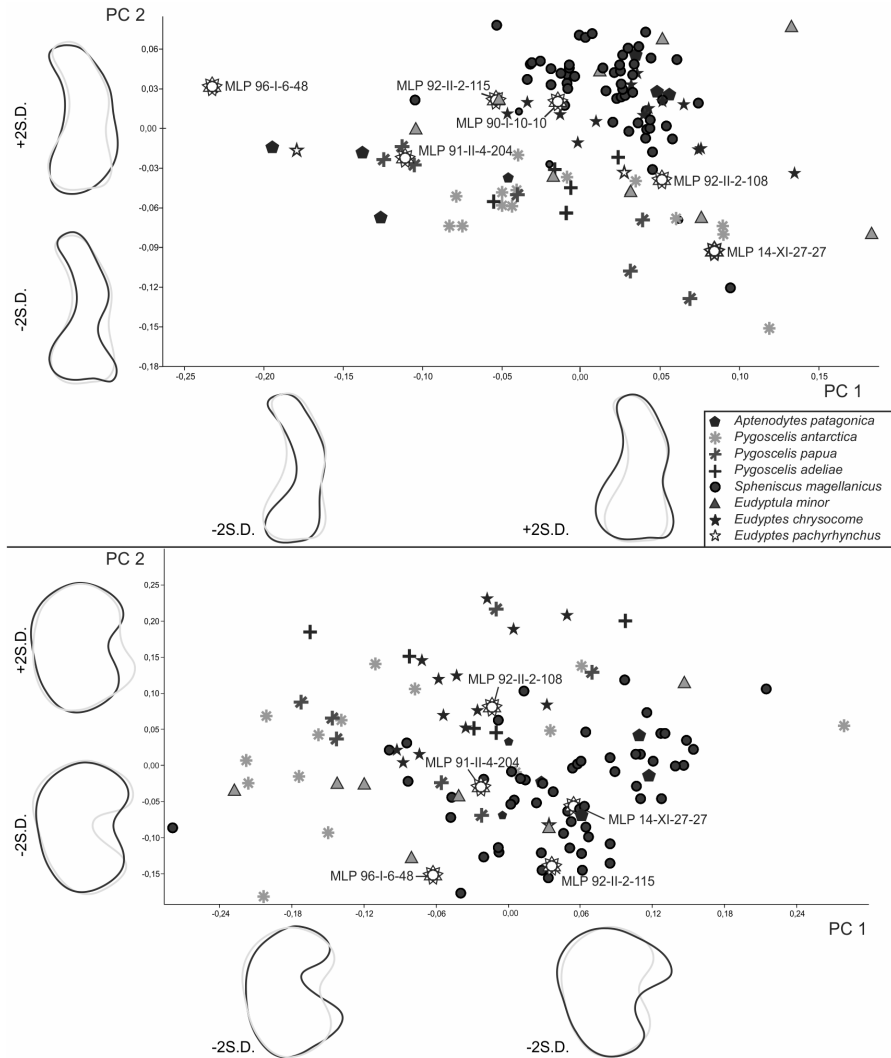 PC 2
0,06
0,03
0,00
-0,03
-0,06
-0,09
-0,12
-0,15
-0,18
+2S.D.
-2S.D.
MLP 96-I-6-48
MLP 92-II-2-115
MLP 90-I-10-10
MLP 91-II-4-204
MLP 92-II-2-108
MLP 14-XI-27-27
-0,25 -0,20 -0,15 -0,10 -0,05 0,00 0,05 0,10 0,15
PC 1
-2S.D.
+2S.D.
Aptenodytes patagonica
Pygoscelis antarctica
Pygoscelis papua
Pygoscelis adeliae
Spheniscus magellanicus
Eudyptula minor
Eudyptes chrysocome
Eudyptes pachyrhynchus
PC 2
0,25
0,20
0,15
0,10
0,05
0,00
-0,05
-0,10
-0,15
+2S.D.
-2S.D.
MLP 92-II-2-108
MLP 91-II-4-204
MLP 14-XI-27-27
MLP 96-I-6-48
MLP 92-II-2-115
-0,24 -0,18 -0,12 -0,06 0,00 0,06 0,12 0,18 0,24
PC 1
-2S.D.
-2S.D.